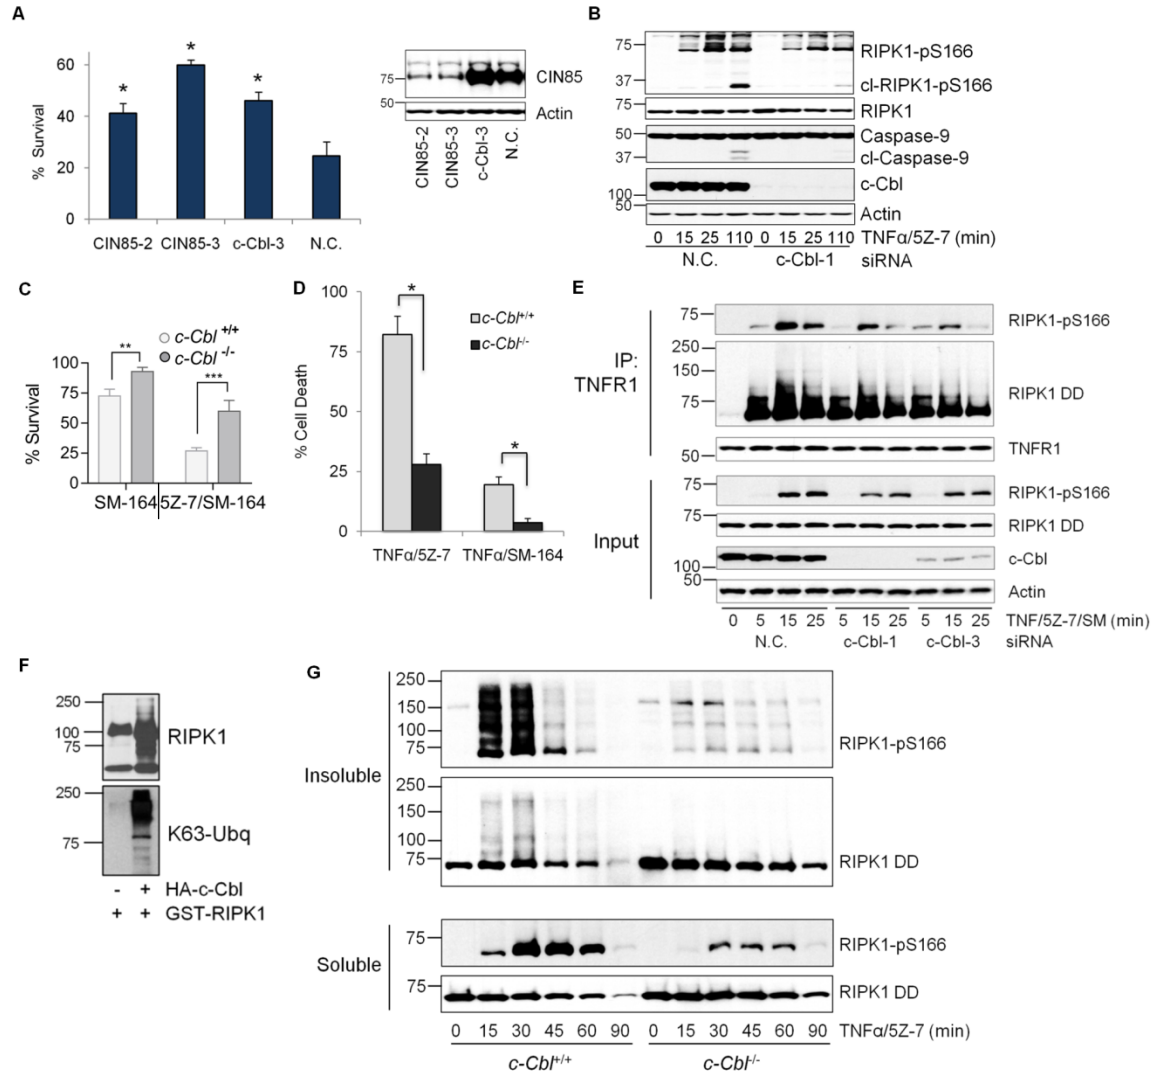 A
% Survival
60
40
20
0
*
*
*
CIN85-2 CIN85-3 c-Cbl-3 N.C.
75
50
CIN85
Actin
CIN85-2
CIN85-3
c-Cbl-3
N.C.
B
75
37
75
50
37
100
50
RIPK1-pS166
cl-RIPK1-pS166
RIPK1
Caspase-9
cl-Caspase-9
c-Cbl
Actin
0 15 25 110 0 15 25 110 TNFα/5Z-7 (min)
N.C. c-Cbl-1 siRNA
C
c-Cbl +/+
c-Cbl -/-
% Survival
100
75
50
25
0
**
***
SM-164 5Z-7/SM-164
D
% Cell Death
100
75
50
25
0
*
*
c-Cbl+/+
c-Cbl-/-
TNFα/5Z-7 TNFα/SM-164
E
IP:
TNFR1
75
250
150
75
50
RIPK1-pS166
RIPK1 DD
TNFR1
Input
75
75
100
50
RIPK1-pS166
RIPK1 DD
c-Cbl
Actin
0 5 15 25 5 15 25 5 15 25 TNF/5Z-7/SM (min)
N.C. c-Cbl-1 c-Cbl-3 siRNA
F
250
100
75
RIPK1
250
75
K63-Ubq
- + HA-c-Cbl
+ + GST-RIPK1
G
Insoluble
250
150
100
75
RIPK1-pS166
250
150
100
75
RIPK1 DD
Soluble
75
RIPK1-pS166
75
RIPK1 DD
0 15 30 45 60 90 0 15 30 45 60 90 TNFα/5Z-7 (min)
c-Cbl+/+ c-Cbl-/-